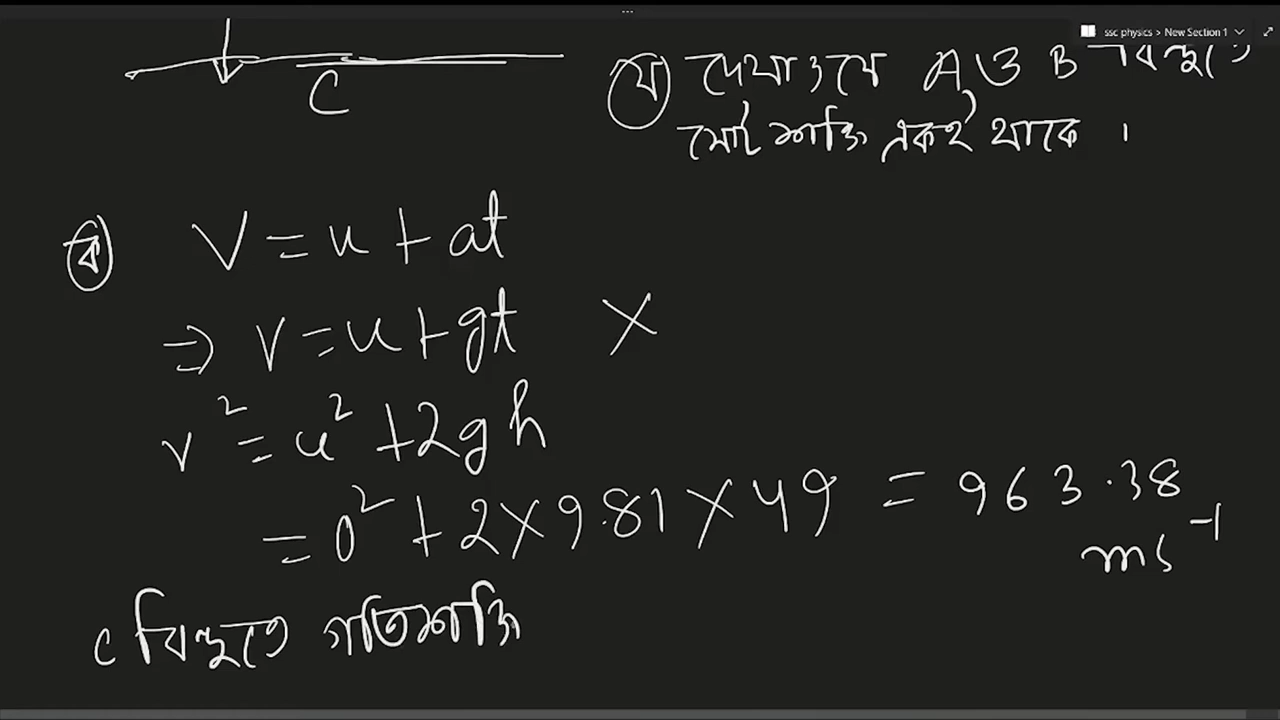 ssc physics > New Section 1
C
(খ) দেখাও যে A ও B বিন্দুতে
মোট শক্তি একই থাকে ।
(ক) V = u + at
⇒ v = u + gt ×
v² = u² + 2gh
= 0² + 2 × 9.81 × 49 = 963.38
ms⁻¹
C বিন্দুতে গতিশক্তি